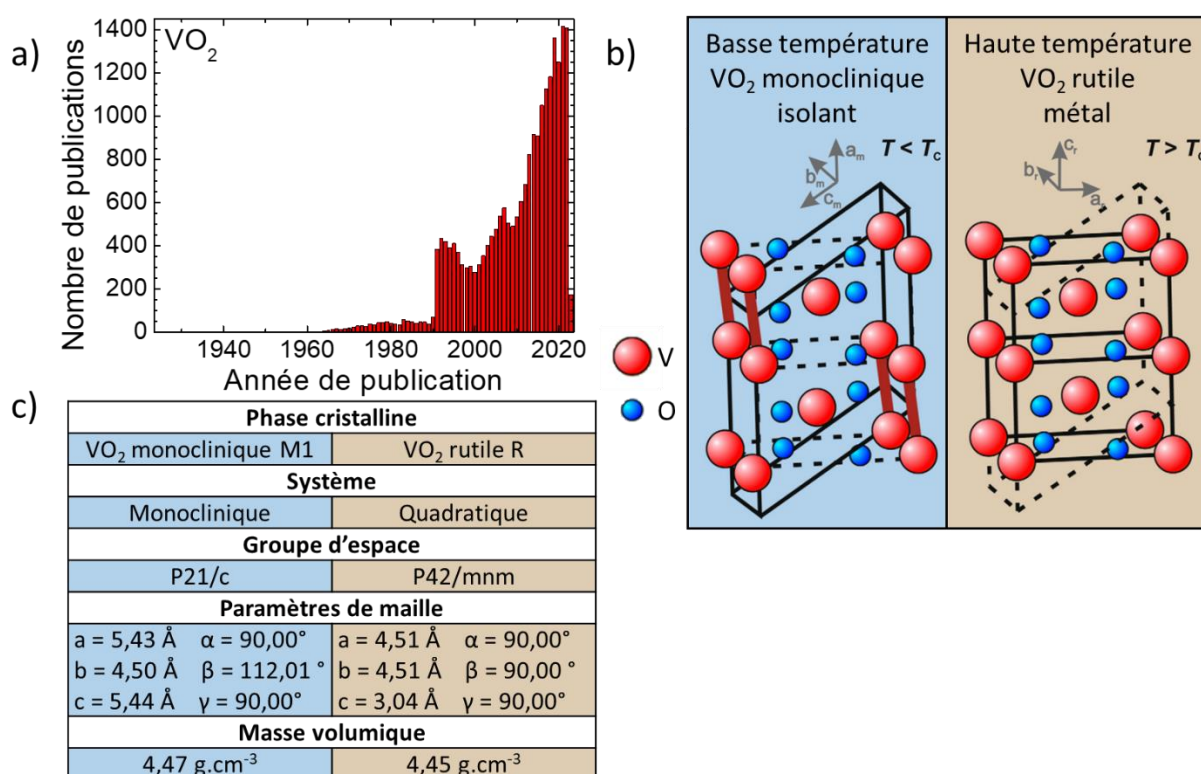 a)
VO2
Nombre de publications
1400
1200
1000
800
600
400
200
0
1940
1960
1980
2000
2020
Année de publication
b)
Basse température
VO2 monoclinique
isolant
T < Tc
am
bm
cm
Haute température
VO2 rutile
métal
T > Tc
cr
br
ar
V
O
c)
Phase cristalline
VO2 monoclinique M1
VO2 rutile R
Système
Monoclinique
Quadratique
Groupe d’espace
P21/c
P42/mnm
Paramètres de maille
a = 5,43 Å α = 90,00°
b = 4,50 Å β = 112,01 °
c = 5,44 Å γ = 90,00°
a = 4,51 Å α = 90,00°
b = 4,51 Å β = 90,00 °
c = 3,04 Å γ = 90,00°
Masse volumique
4,47 g.cm-3
4,45 g.cm-3